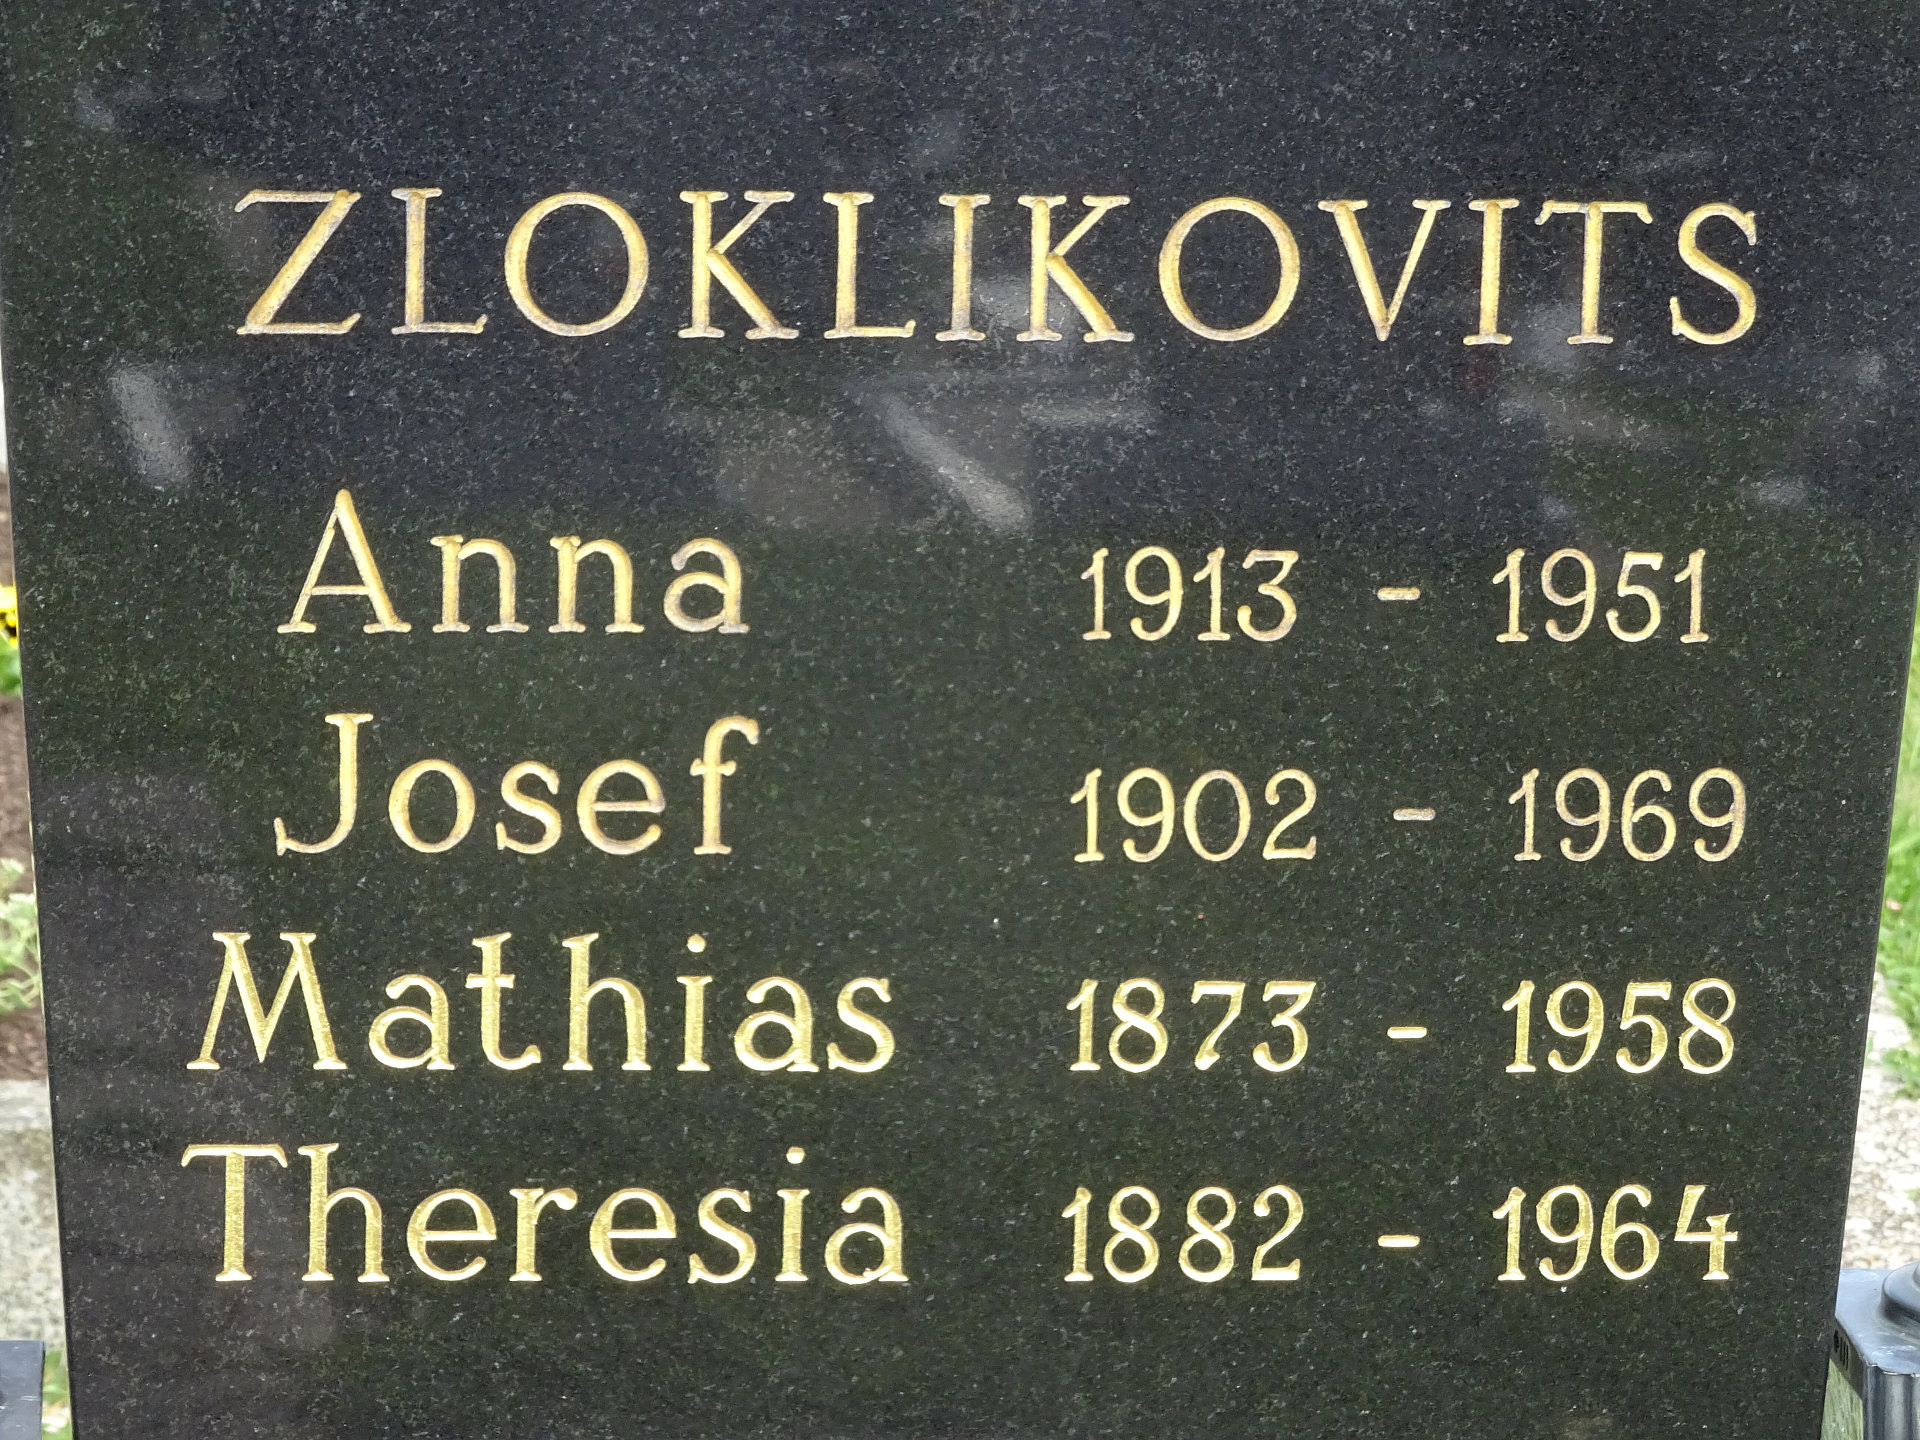 ZLOKLIKOVITS
Anna 1913 - 1951
Josef 1902 - 1969
Mathias 1873 - 1958
Theresia 1882 - 1964